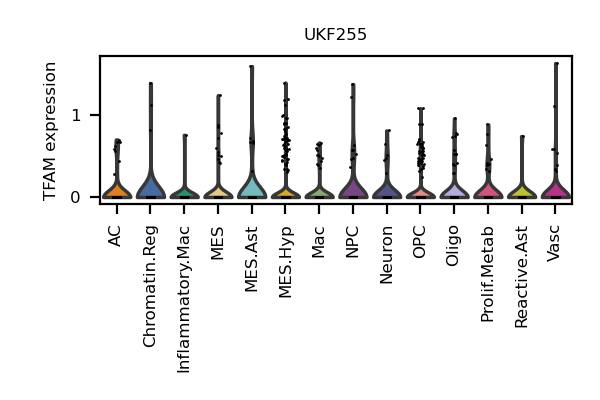 UKF255
TFAM expression
1
0
AC
Chromatin.Reg
Inflammatory.Mac
MES
MES.Ast
MES.Hyp
Mac
NPC
Neuron
OPC
Oligo
Prolif.Metab
Reactive.Ast
Vasc